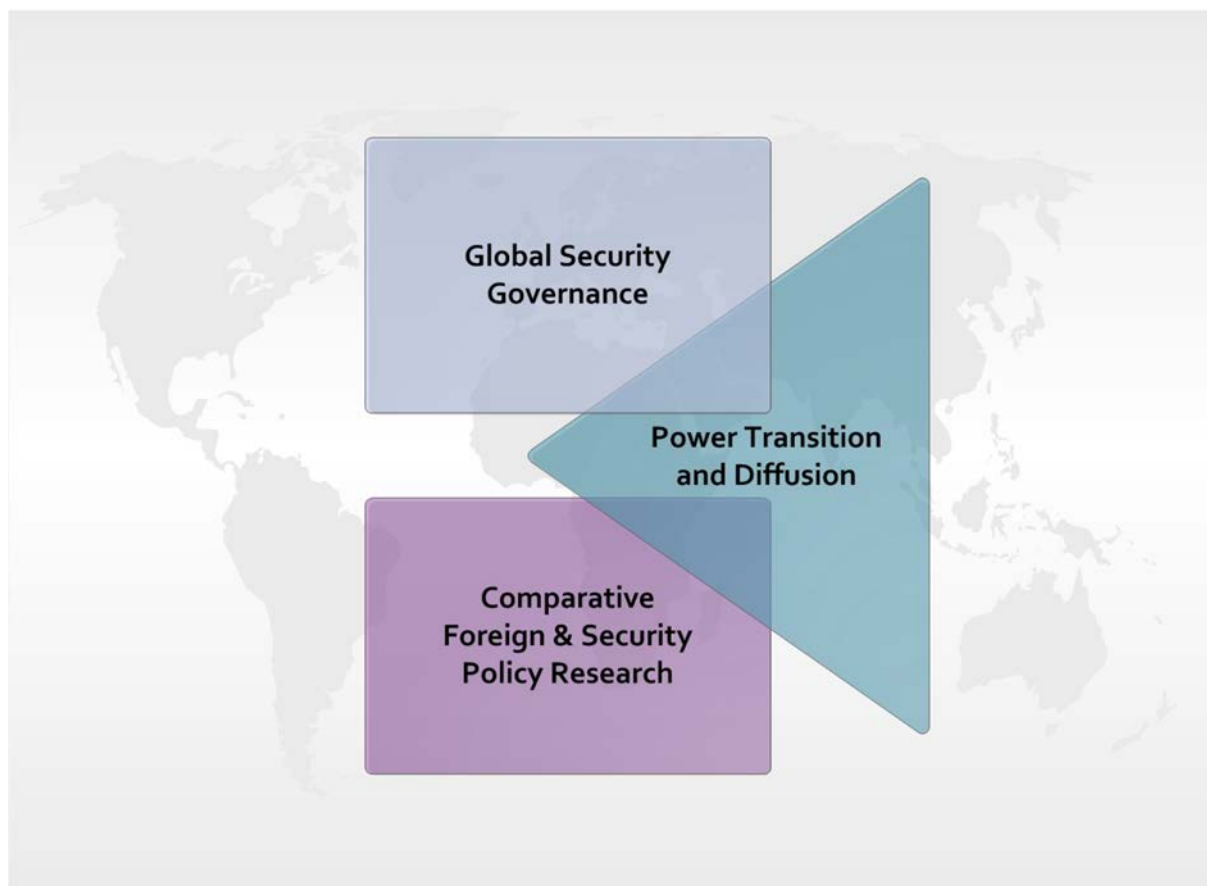 Global Security
Governance
Power Transition
and Diffusion
Comparative
Foreign & Security
Policy Research